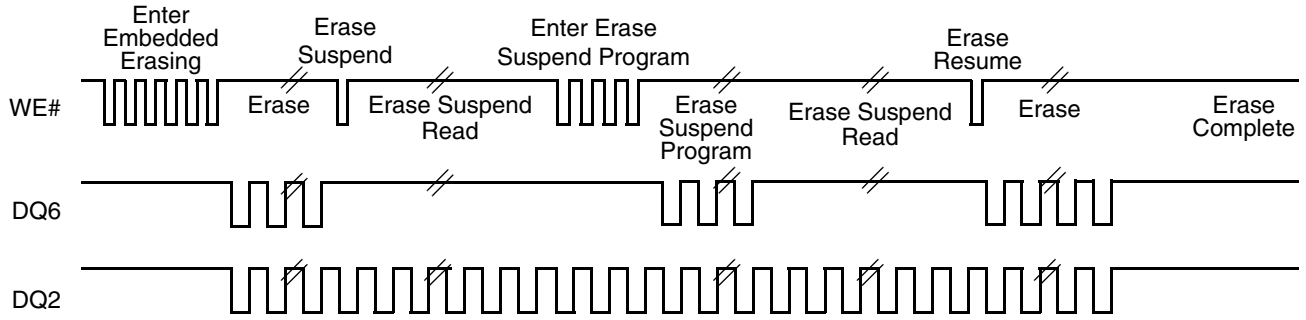 Enter
Embedded
Erasing
Erase
Suspend
Enter Erase
Suspend Program
Erase
Resume
WE#
Erase
Erase Suspend
Read
Erase
Suspend
Program
Erase Suspend
Read
Erase
Erase
Complete
DQ6
DQ2